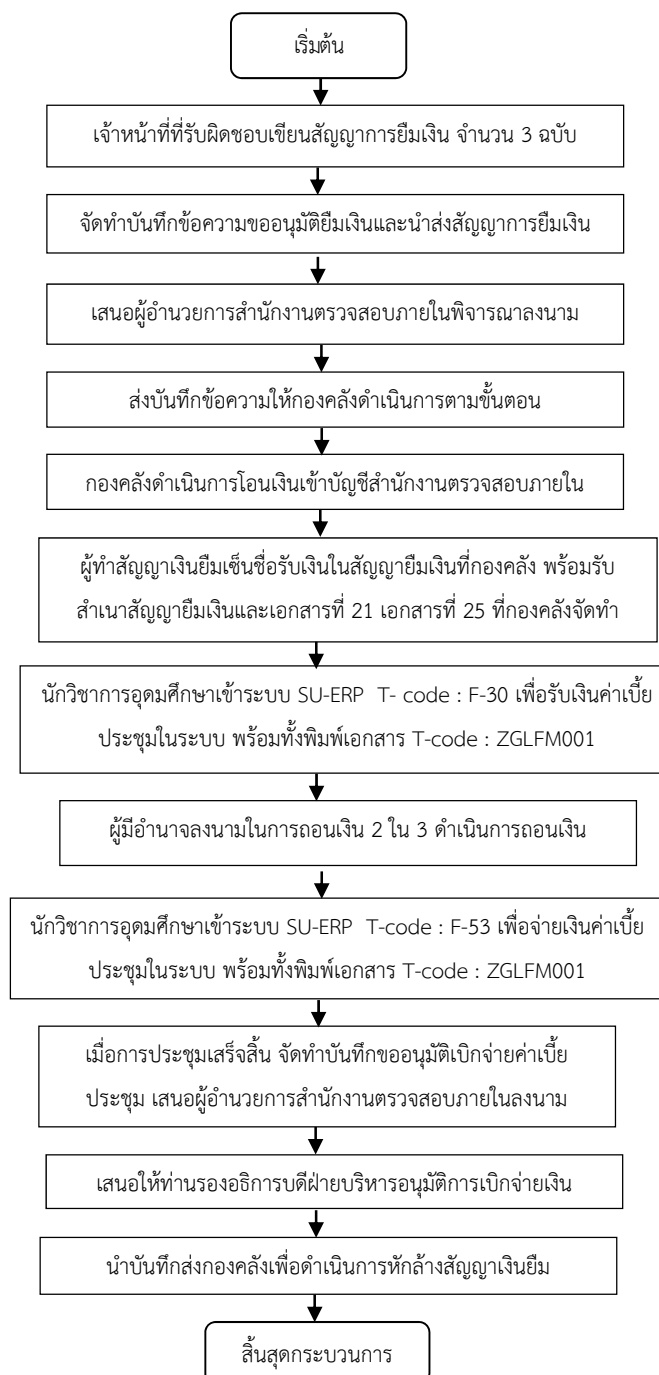 เริ่มต้น
เจ้าหน้าที่ที่รับผิดชอบเขียนสัญญาการยืมเงิน จำนวน 3 ฉบับ
จัดทำบันทึกข้อความขออนุมัติยืมเงินและนำส่งสัญญาการยืมเงิน
เสนอผู้อำนวยการสำนักงานตรวจสอบภายในพิจารณาลงนาม
ส่งบันทึกข้อความให้กองคลังดำเนินการตามขั้นตอน
กองคลังดำเนินการโอนเงินเข้าบัญชีสำนักงานตรวจสอบภายใน
ผู้ทำสัญญาเงินยืมเซ็นชื่อรับเงินในสัญญายืมเงินที่กองคลัง พร้อมรับ
สำเนาสัญญายืมเงินและเอกสารที่ 21 เอกสารที่ 25 ที่กองคลังจัดทำ
นักวิชาการอุดมศึกษาเข้าระบบ SU-ERP T- code : F-30 เพื่อรับเงินค่าเบี้ย
ประชุมในระบบ พร้อมทั้งพิมพ์เอกสาร T-code : ZGLFM001
ผู้มีอำนาจลงนามในการถอนเงิน 2 ใน 3 ดำเนินการถอนเงิน
นักวิชาการอุดมศึกษาเข้าระบบ SU-ERP T-code : F-53 เพื่อจ่ายเงินค่าเบี้ย
ประชุมในระบบ พร้อมทั้งพิมพ์เอกสาร T-code : ZGLFM001
เมื่อการประชุมเสร็จสิ้น จัดทำบันทึกขออนุมัติเบิกจ่ายค่าเบี้ย
ประชุม เสนอผู้อำนวยการสำนักงานตรวจสอบภายในลงนาม
เสนอให้ท่านรองอธิการบดีฝ่ายบริหารอนุมัติการเบิกจ่ายเงิน
นำบันทึกส่งกองคลังเพื่อดำเนินการหักล้างสัญญาเงินยืม
สิ้นสุดกระบวนการ